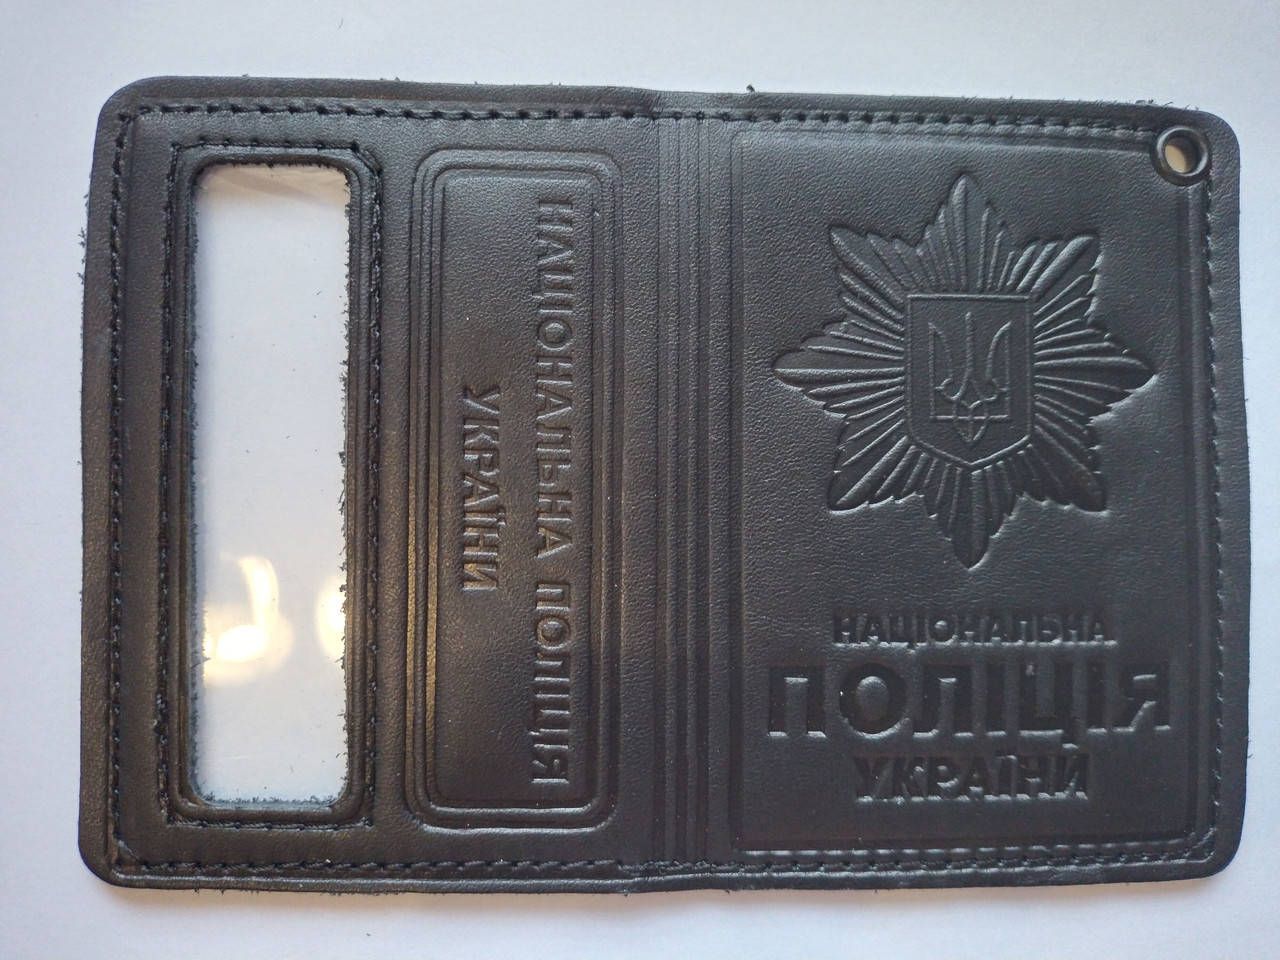 НАЦІОНАЛЬНА ПОЛІЦІЯ
УКРАЇНИ
НАЦІОНАЛЬНА
ПОЛІЦІЯ
УКРАЇНИ